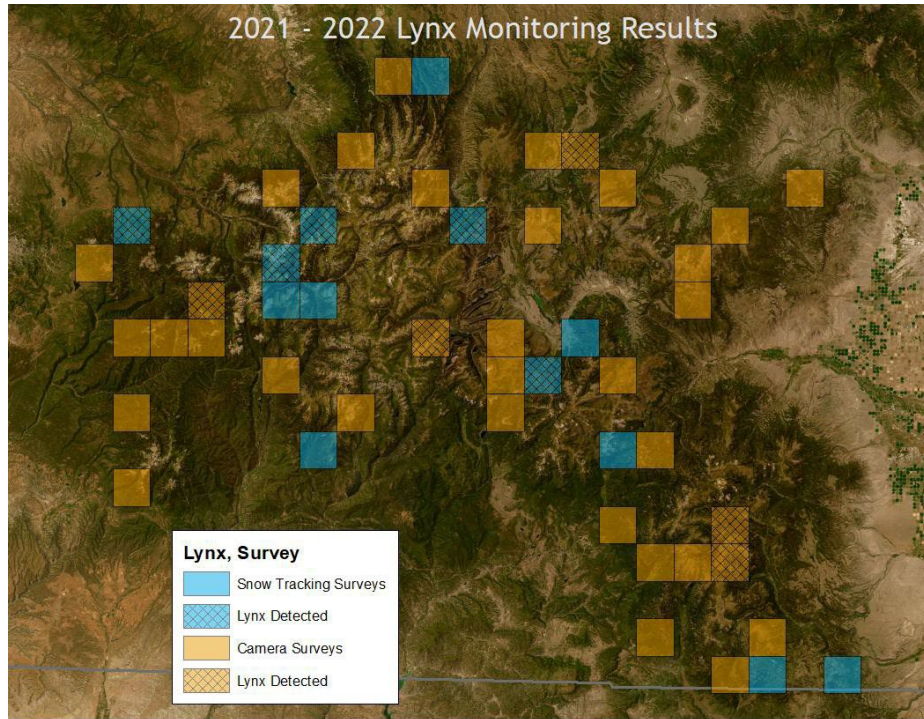 2021 - 2022 Lynx Monitoring Results
Lynx, Survey
Snow Tracking Surveys
Lynx Detected
Camera Surveys
Lynx Detected